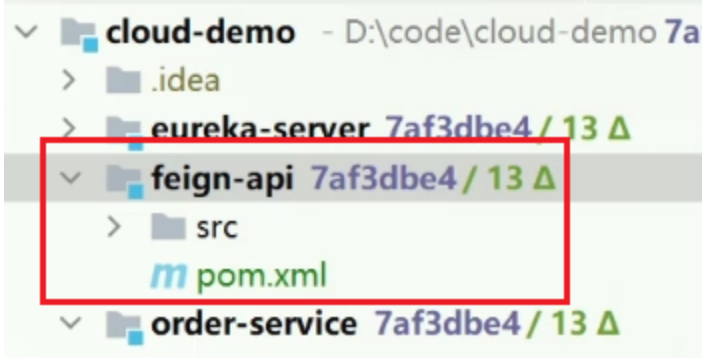 cloud-demo - D:\code\cloud-demo 7a
.idea
eureka-server 7af3dbe4 / 13 Δ
feign-api 7af3dbe4 / 13 Δ
src
m pom.xml
order-service 7af3dbe4 / 13 Δ